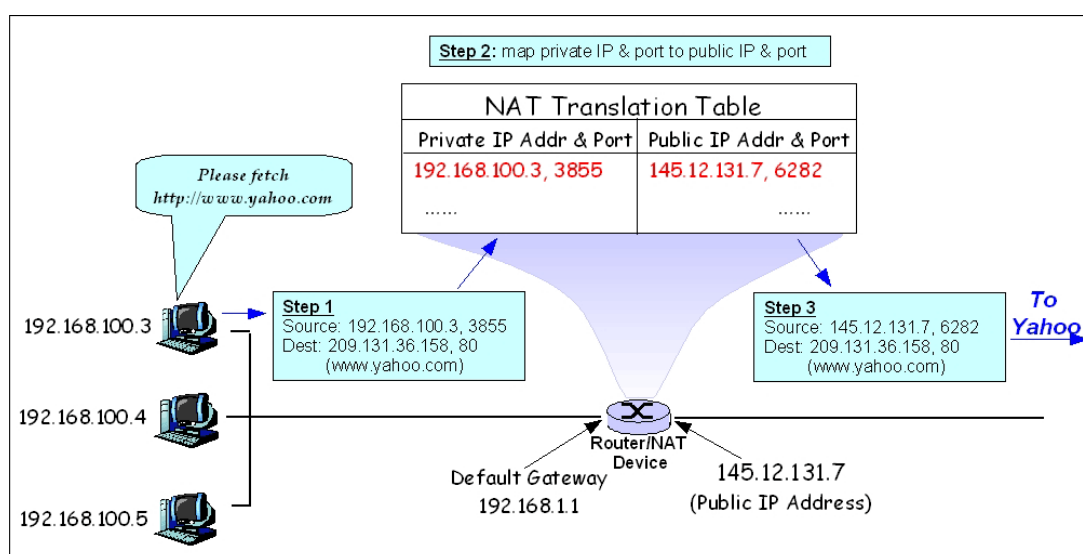 Step 2: map private IP & port to public IP & port
NAT Translation Table
Private IP Addr & Port
Public IP Addr & Port
192.168.100.3, 3855
145.12.131.7, 6282
......
......
Please fetch
http://www.yahoo.com
Step 1
Source: 192.168.100.3, 3855
Dest: 209.131.36.158, 80
(www.yahoo.com)
Step 3
Source: 145.12.131.7, 6282
Dest: 209.131.36.158, 80
(www.yahoo.com)
To
Yahoo
192.168.100.3
192.168.100.4
192.168.100.5
Router/NAT
Device
Default Gateway
192.168.1.1
145.12.131.7
(Public IP Address)